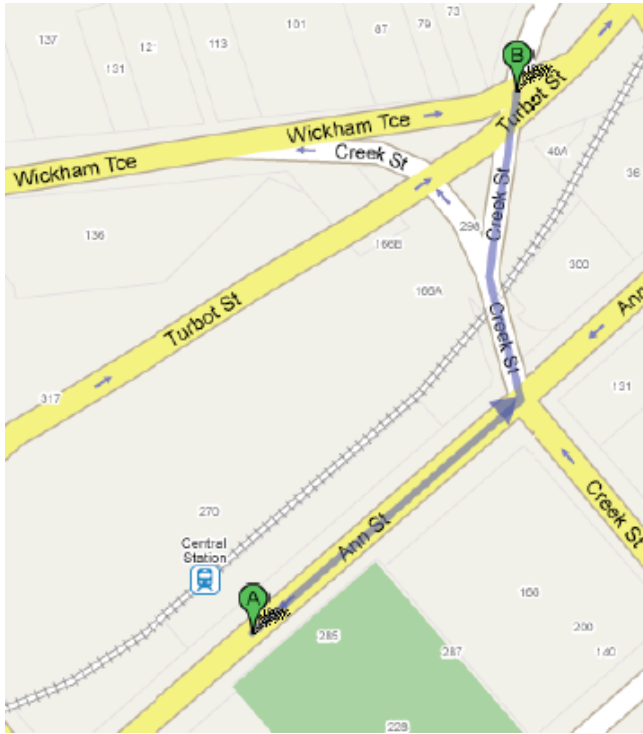 73
101
137
87
79
113
121
131
B
Turbot St
Wickham Tce
Creek St
Wickham Tce
40A
36
Creek St
298
136
166B
300
166A
Ann
Turbot St
Creek St
317
131
Ann St
Creek St
270
Central
Station
A
160
285
200
287
140
228